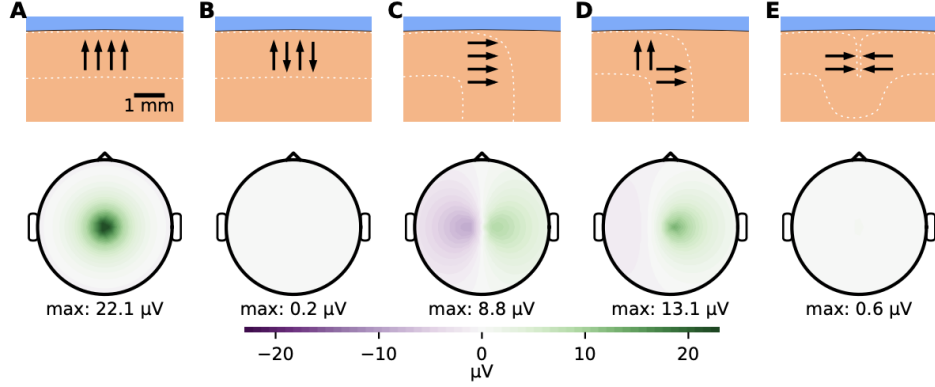 A B C D E
1 mm
max: 22.1 µV max: 0.2 µV max: 8.8 µV max: 13.1 µV max: 0.6 µV
−20 −10 0 10 20
µV